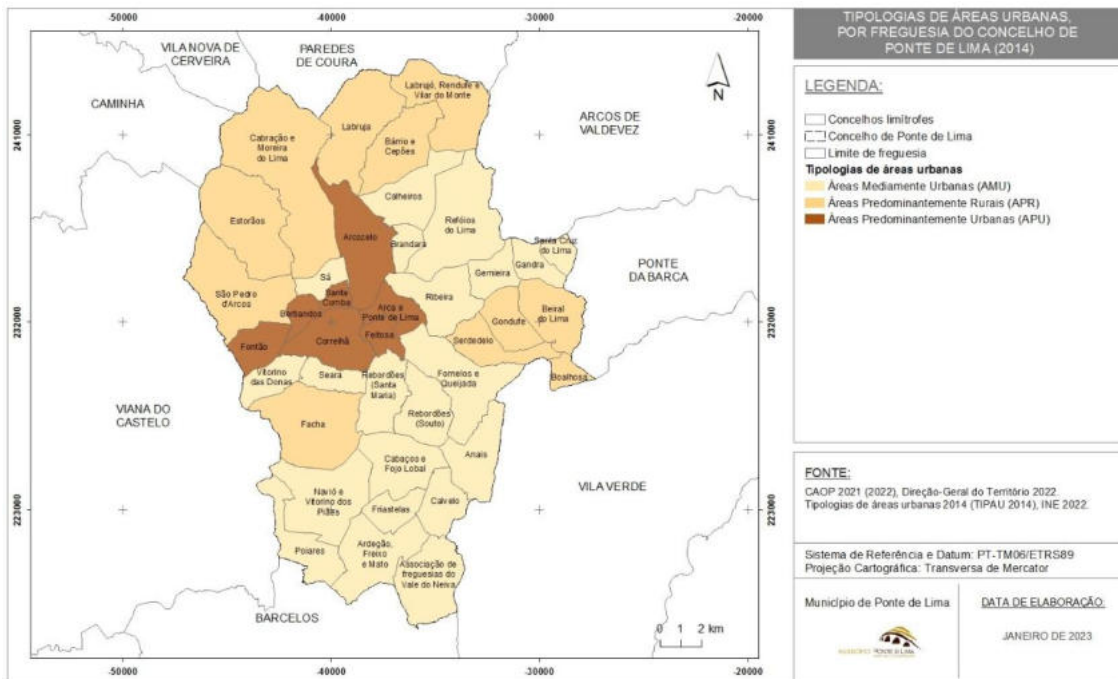 -50000
-40000
-30000
-20000
VILA NOVA DE
CERVEIRA
PAREDES
DE COURA
CAMINHA
ARCOS DE
VALDEVEZ
N
241000
241000
Labrujó, Rendufe e
Vilar do Monte
Labruja
Cabração e
Moreira
do Lima
Bárrio e
Cepões
Calheiros
Estorãos
Refóios
do Lima
Arcozelo
Brandara
Santa Cruz
do Lima
Gandra
Gemieira
PONTE
DA BARCA
Sá
São Pedro
d'Arcos
Santa
Comba
Ribeira
Bertiandos
Arca e
Ponte de Lima
Beiral
do Lima
Gondufe
232000
232000
Fontão
Correlhã
Feitosa
Serdedelo
Vitorino
das Donas
Seara
Rebordões
(Santa
Maria)
Fornelos e
Queijada
Boalhosa
VIANA DO
CASTELO
Facha
Rebordões
(Souto)
Anais
Cabaços e
Fojo Lobal
VILA VERDE
Navió e
Vitorino dos
Piães
Calvelo
Friastelas
223000
223000
Poiares
Ardegão,
Freixo
e Mato
Associação de
freguesias do
Vale do Neiva
BARCELOS
0 1 2 km
-50000
-40000
-30000
-20000
TIPOLOGIAS DE ÁREAS URBANAS,
POR FREGUESIA DO CONCELHO DE
PONTE DE LIMA (2014)
LEGENDA:
Concelhos limítrofes
Concelho de Ponte de Lima
Limite de freguesia
Tipologias de áreas urbanas
Áreas Mediamente Urbanas (AMU)
Áreas Predominantemente Rurais (APR)
Áreas Predominantemente Urbanas (APU)
FONTE:
CAOP 2021 (2022), Direção-Geral do Território 2022.
Tipologias de áreas urbanas 2014 (TIPAU 2014), INE 2022.
Sistema de Referência e Datum: PT-TM06/ETRS89
Projeção Cartográfica: Transversa de Mercator
Município de Ponte de Lima
MUNICÍPIO PONTE DE LIMA
DATA DE ELABORAÇÃO:
JANEIRO DE 2023